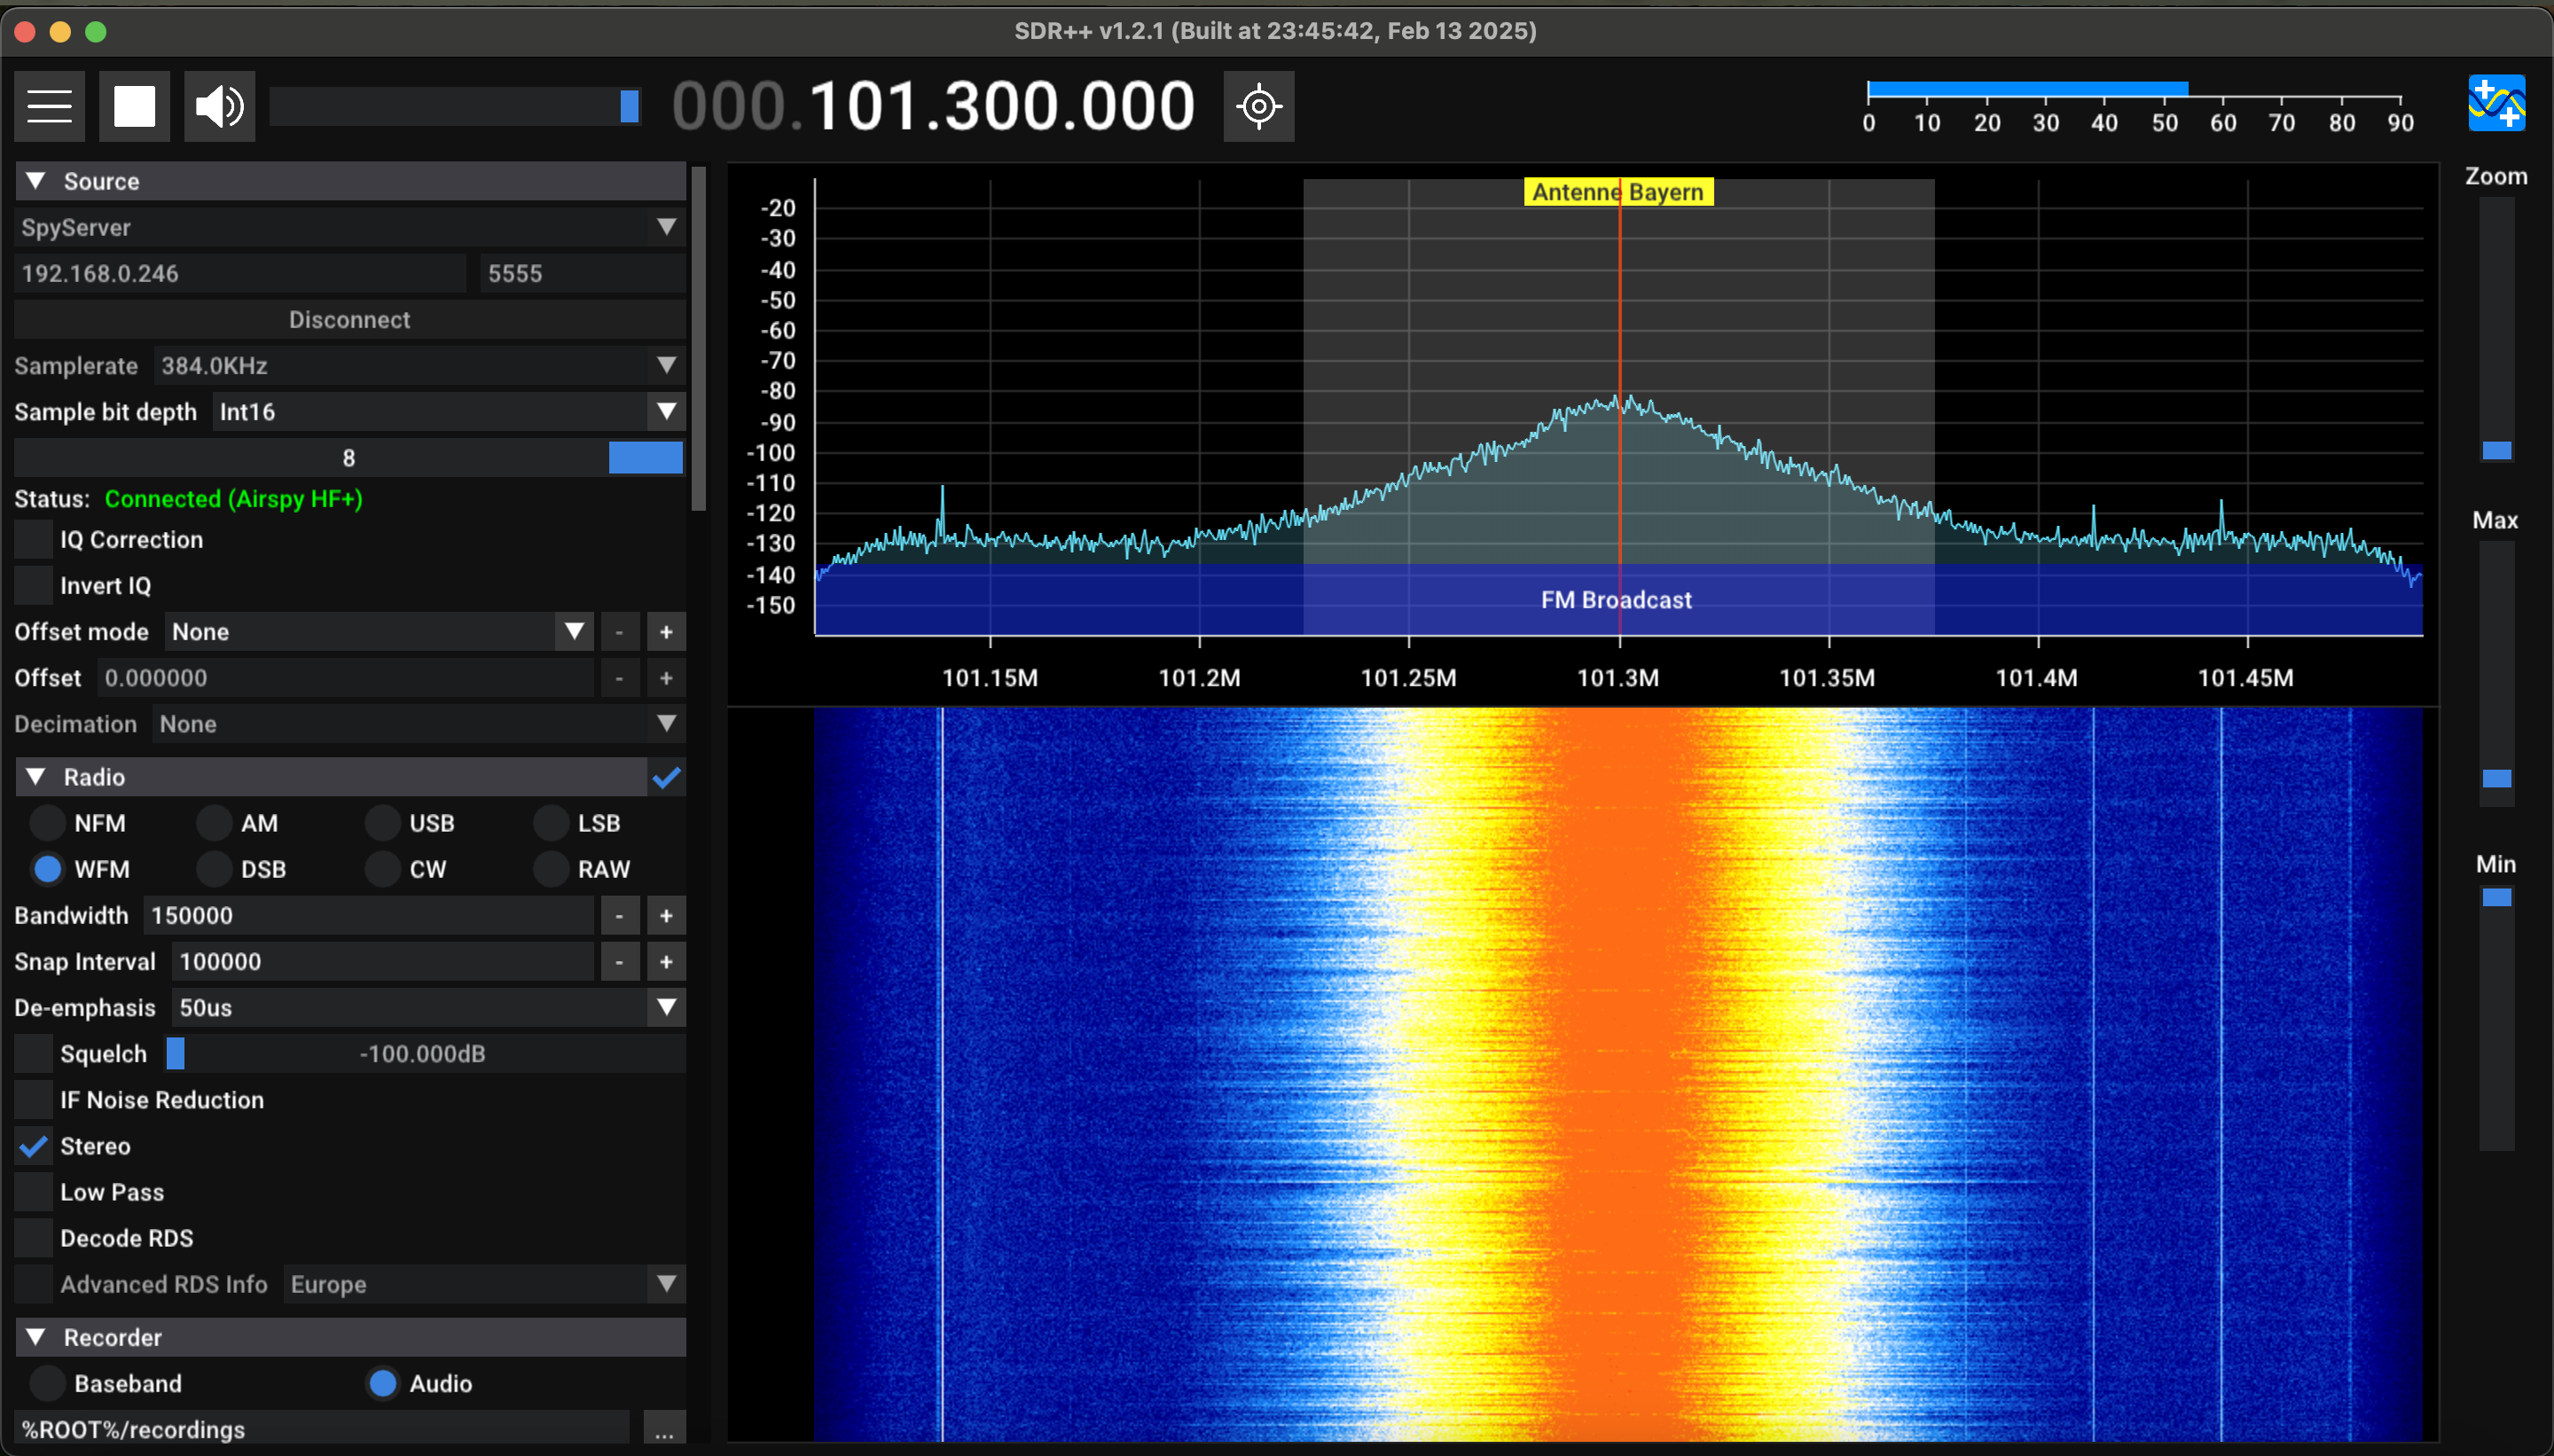 SDR++ v1.2.1 (Built at 23:45:42, Feb 13 2025)
000.101.300.000
0 10 20 30 40 50 60 70 80 90
Source
SpyServer
192.168.0.246 5555
Disconnect
Samplerate 384.0KHz
Sample bit depth Int16
8
Status: Connected (Airspy HF+)
IQ Correction
Invert IQ
Offset mode None - +
Offset 0.000000 - +
Decimation None
Radio
NFM AM USB LSB
WFM DSB CW RAW
Bandwidth 150000 - +
Snap Interval 100000 - +
De-emphasis 50us
Squelch -100.000dB
IF Noise Reduction
Stereo
Low Pass
Decode RDS
Advanced RDS Info Europe
Recorder
Baseband Audio
%ROOT%/recordings ...
Antenne Bayern
-20
-30
-40
-50
-60
-70
-80
-90
-100
-110
-120
-130
-140
-150
FM Broadcast
101.15M 101.2M 101.25M 101.3M 101.35M 101.4M 101.45M
Zoom
Max
Min